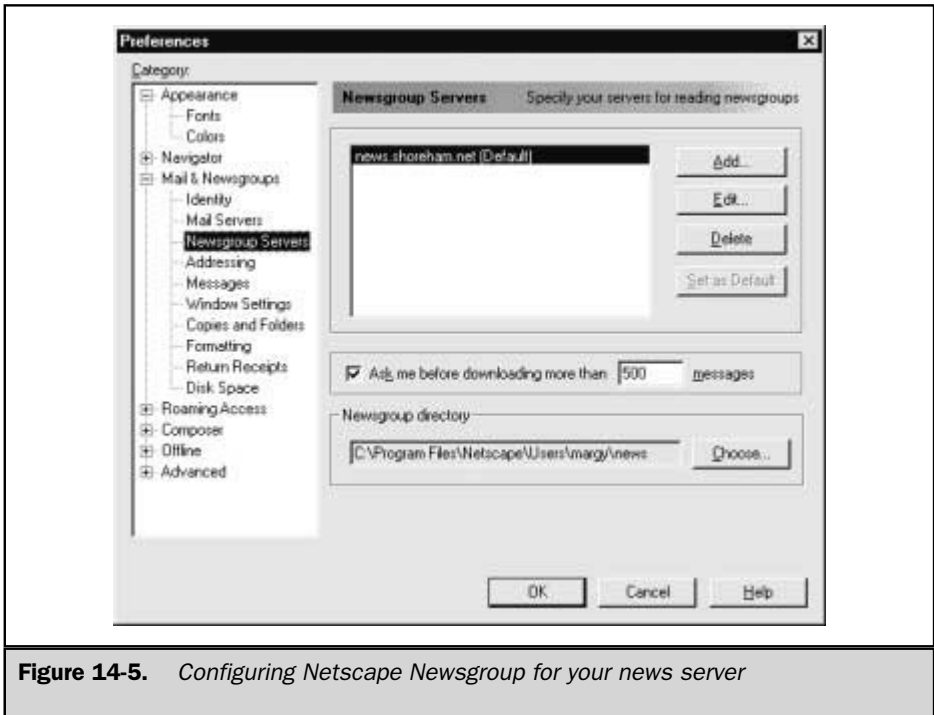 Preferences
Category:
Appearance
Fonts
Colors
Navigator
Mail & Newsgroups
Identity
Mail Servers
Newsgroup Servers
Addressing
Messages
Window Settings
Copies and Folders
Formatting
Return Receipts
Disk Space
Roaming Access
Composer
Offline
Advanced
Newsgroup Servers Specify your servers for reading newsgroups
news.shoreham.net (Default)
Add...
Edit...
Delete
Set as Default
Ask me before downloading more than 500 messages
Newsgroup directory
C:\Program Files\Netscape\Users\margy\news
Choose...
OK Cancel Help
Figure 14-5. Configuring Netscape Newsgroup for your news server